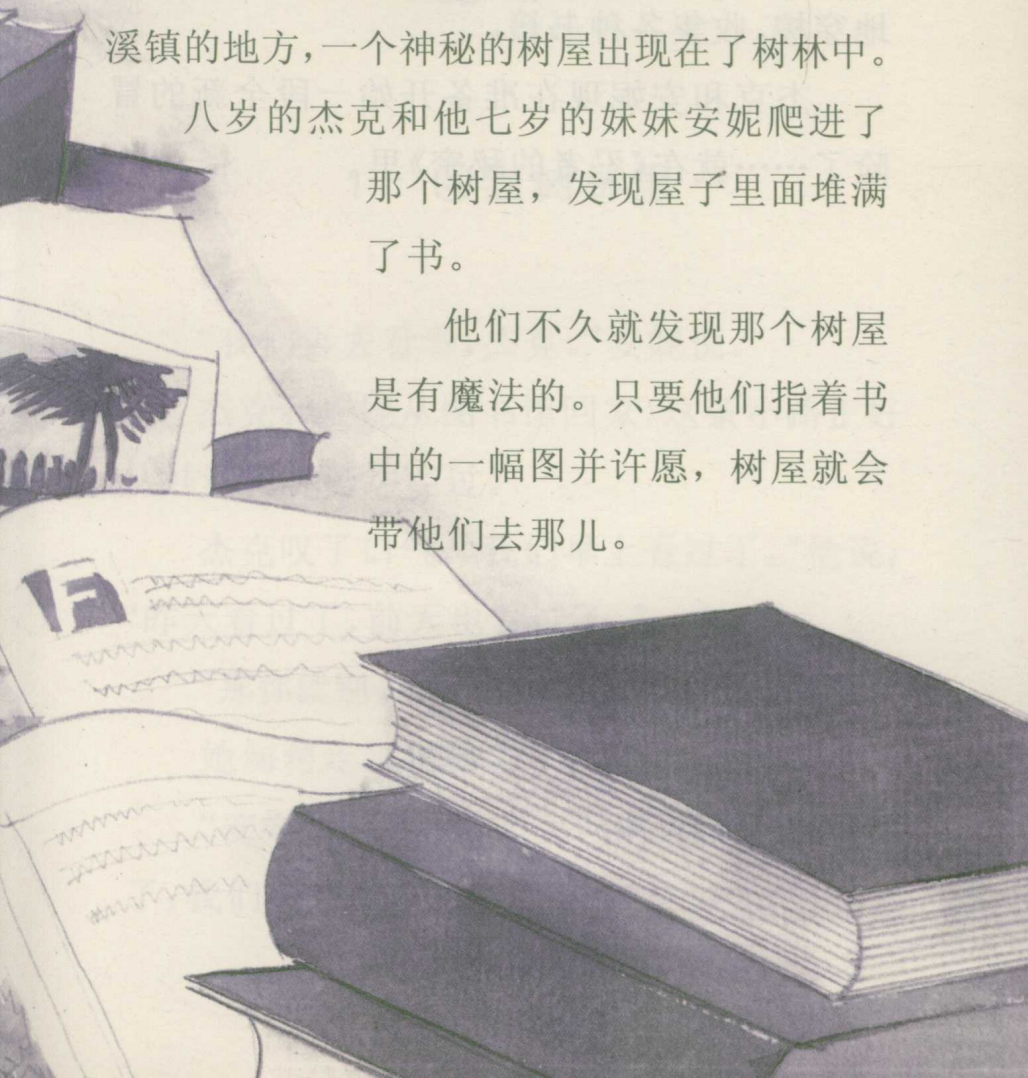 溪镇的地方，一个神秘的树屋出现在了树林中。
八岁的杰克和他七岁的妹妹安妮爬进了
那个树屋，发现屋子里面堆满
了书。
他们不久就发现那个树屋
是有魔法的。只要他们指着书
中的一幅图并许愿，树屋就会
带他们去那儿。
F